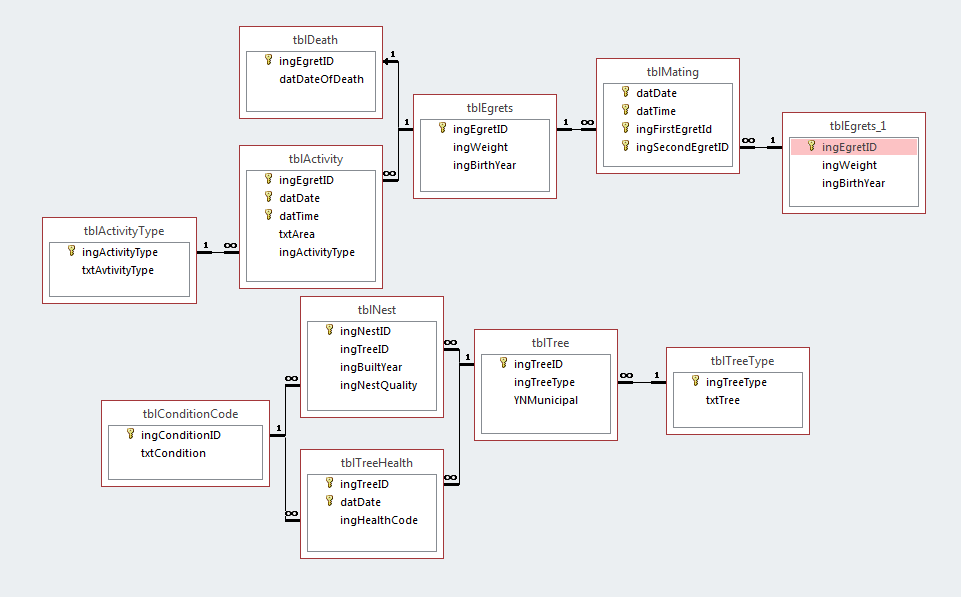 tblDeath
ingEgretID
datDateOfDeath
1
tblEgrets
ingEgretID
ingWeight
ingBirthYear
1
1
∞
tblMating
datDate
datTime
ingFirstEgretId
ingSecondEgretID
∞
1
tblEgrets_1
ingEgretID
ingWeight
ingBirthYear
tblActivity
ingEgretID
datDate
datTime
txtArea
ingActivityType
∞
tblActivityType
ingActivityType
txtAvtivityType
1
∞
tblNest
ingNestID
ingTreeID
ingBuiltYear
ingNestQuality
∞
∞
tblTree
ingTreeID
ingTreeType
YNMunicipal
1
∞
1
tblTreeType
ingTreeType
txtTree
tblConditionCode
ingConditionID
txtCondition
1
tblTreeHealth
ingTreeID
datDate
ingHealthCode
∞
∞